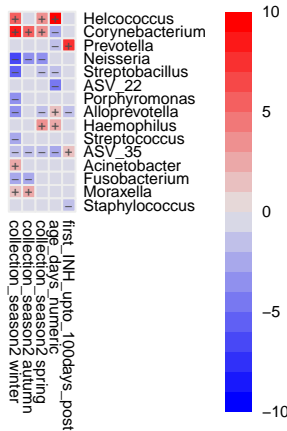 Helcococcus
Corynebacterium
Prevotella
Neisseria
Streptobacillus
ASV_22
Porphyromonas
Alloprevotella
Haemophilus
Streptococcus
ASV_35
Acinetobacter
Fusobacterium
Moraxella
Staphylococcus
collection_season2 winter
collection_season2 autumn
collection_season2 spring
age_days_numeric
first_INH_upto_100days_post
10
5
0
−5
−10